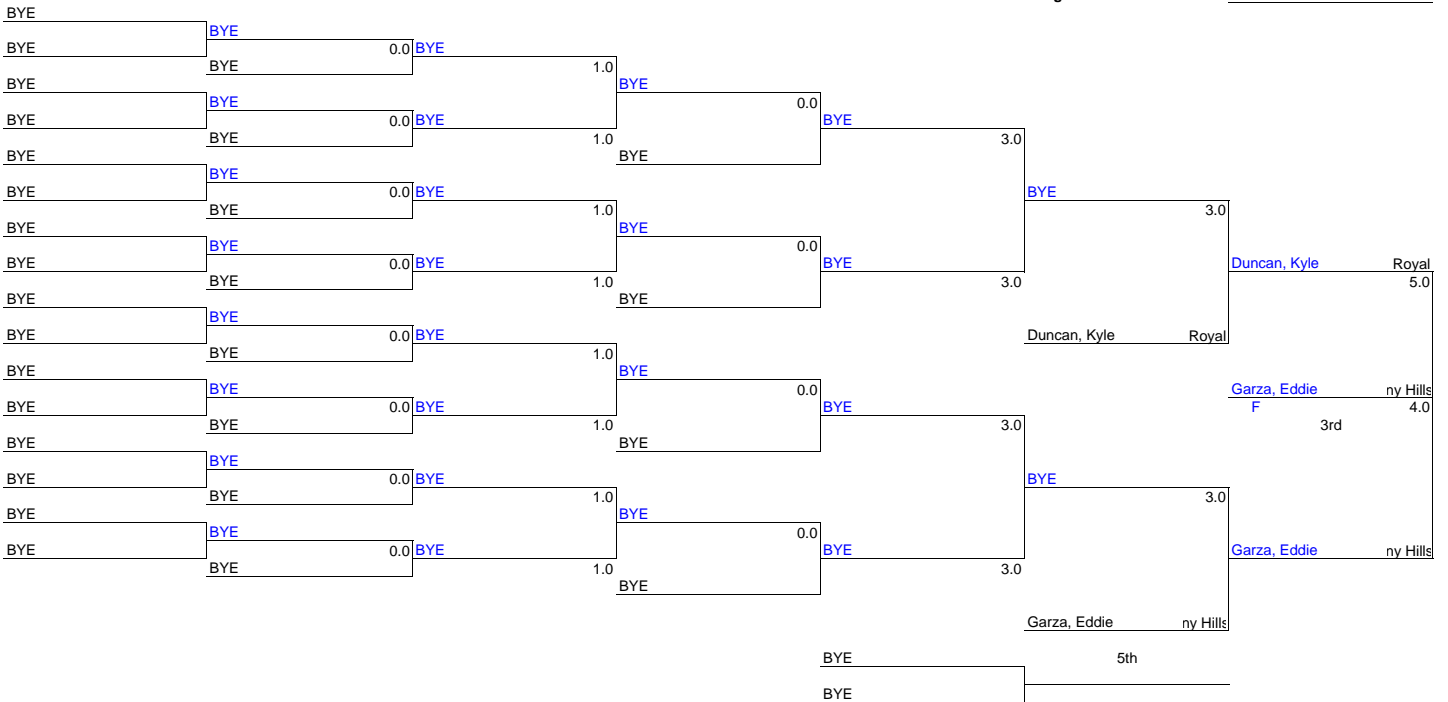 BYE
BYE
BYE 0.0 BYE
BYE 1.0
BYE BYE
BYE 0.0
BYE 0.0 BYE BYE
BYE 1.0 3.0
BYE BYE
BYE
BYE 0.0 BYE BYE
BYE 1.0 3.0
BYE BYE
BYE 0.0
BYE 0.0 BYE BYE Duncan, Kyle Royal
BYE 1.0 3.0 5.0
BYE BYE
BYE
BYE 0.0 BYE Duncan, Kyle Royal
BYE 1.0
BYE BYE
BYE 0.0 Garza, Eddie ny Hills
BYE 0.0 BYE BYE F 4.0
BYE 1.0 3.0 3rd
BYE BYE
BYE
BYE 0.0 BYE BYE
BYE 1.0 3.0
BYE BYE
BYE 0.0
BYE 0.0 BYE BYE Garza, Eddie ny Hills
BYE 1.0 3.0
BYE
Garza, Eddie ny Hills
BYE 5th
BYE